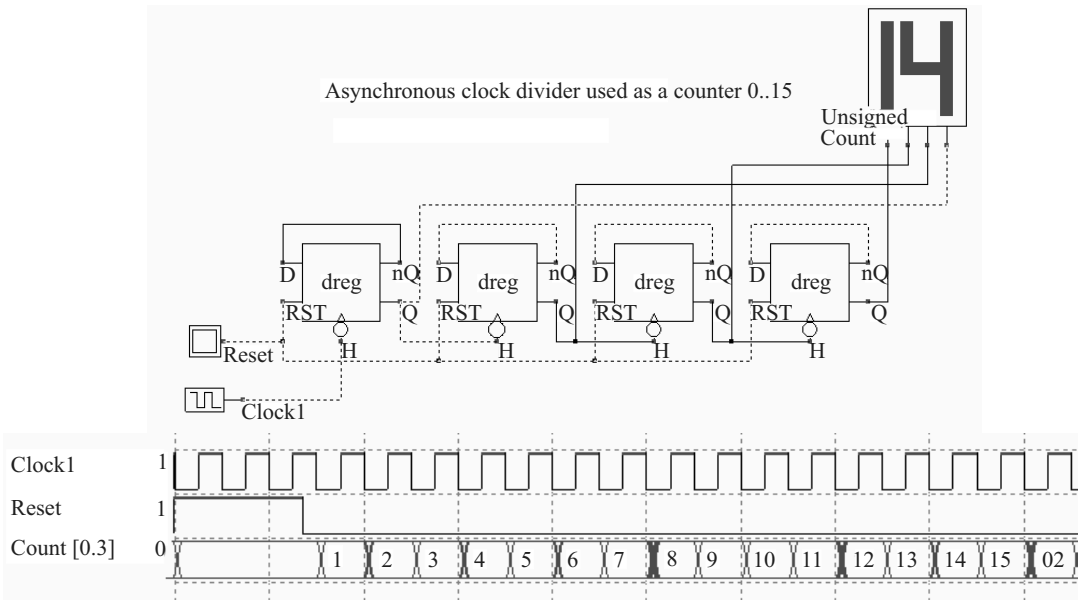 14
Asynchronous clock divider used as a counter 0..15
Unsigned
Count
D nQ D nQ D nQ D nQ
dreg dreg dreg dreg
RST Q RST Q RST Q RST Q
Reset H H H H
Clock1
Clock1 1
Reset 1
Count [0.3] 0 1 2 3 4 5 6 7 8 9 10 11 12 13 14 15 02